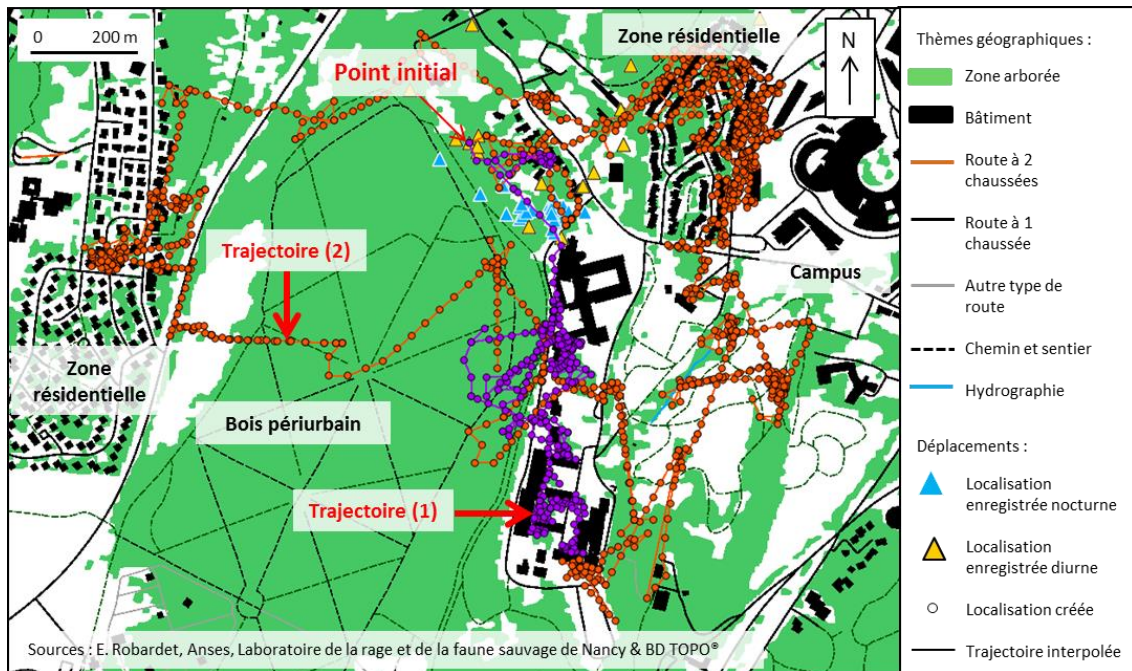 0 200 m
Zone résidentielle
N
Point initial
Trajectoire (2)
Campus
Zone
résidentielle
Bois périurbain
Trajectoire (1)
Sources : E. Robardet, Anses, Laboratoire de la rage et de la faune sauvage de Nancy & BD TOPO®
Thèmes géographiques :
Zone arborée
Bâtiment
Route à 2
chaussées
Route à 1
chaussée
Autre type de
route
Chemin et sentier
Hydrographie
Déplacements :
Localisation
enregistrée nocturne
Localisation
enregistrée diurne
Localisation créée
Trajectoire interpolée